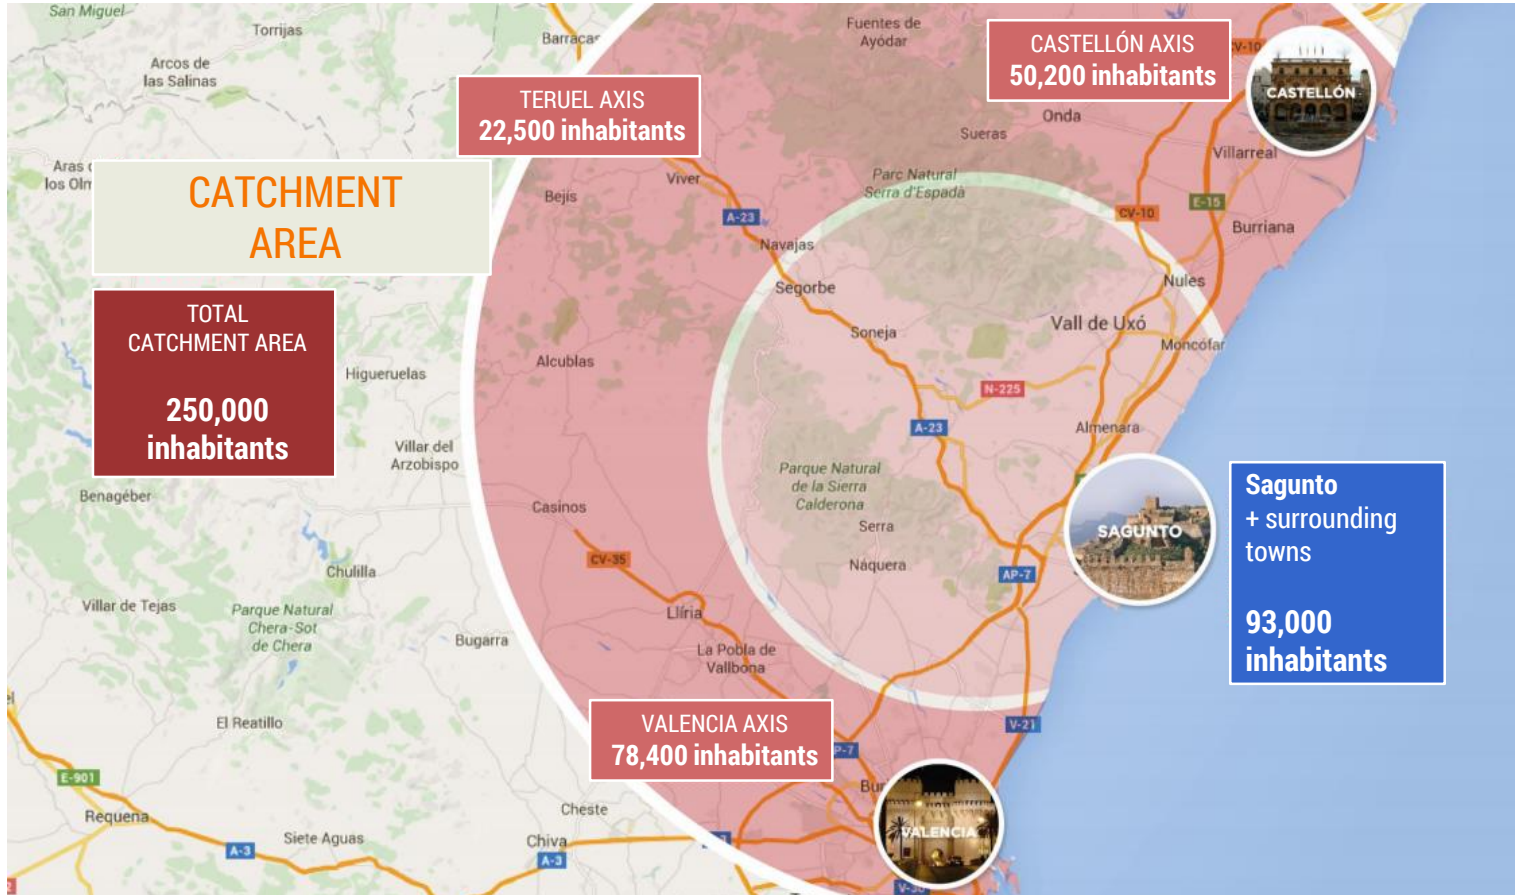 San Miguel
Torrijas
Barracas
Fuentes de
Ayódar
CASTELLÓN AXIS
50,200 inhabitants
CV-10
CASTELLÓN
Arcos de
las Salinas
TERUEL AXIS
22,500 inhabitants
Onda
Sueras
Villarreal
Aras
los Olm
CATCHMENT
AREA
Viver
Bejís
Parc Natural
Serra d'Espadà
E-15
CV-10
A-23
Burriana
Navajas
Segorbe
Nules
TOTAL
CATCHMENT AREA
250,000
inhabitants
Soneja
Vall de Uxó
Moncofar
Alcublas
Higueruelas
N-225
A-23
Almenara
Villar del
Arzobispo
Parque Natural
de la Sierra
Calderona
Benagéber
Casinos
Serra
Náquera
SAGUNTO
Sagunto
+ surrounding
towns
93,000
inhabitants
CV-35
AP-7
Chulilla
Villar de Tejas
Parque Natural
Chera-Sot
de Chera
Llíria
Bugarra
La Pobla de
Vallbona
El Reatillo
VALENCIA AXIS
78,400 inhabitants
V-21
P-7
E-901
Bur
VALENCIA
Requena
Cheste
Siete Aguas
Chiva
A-3
A-3
V-30